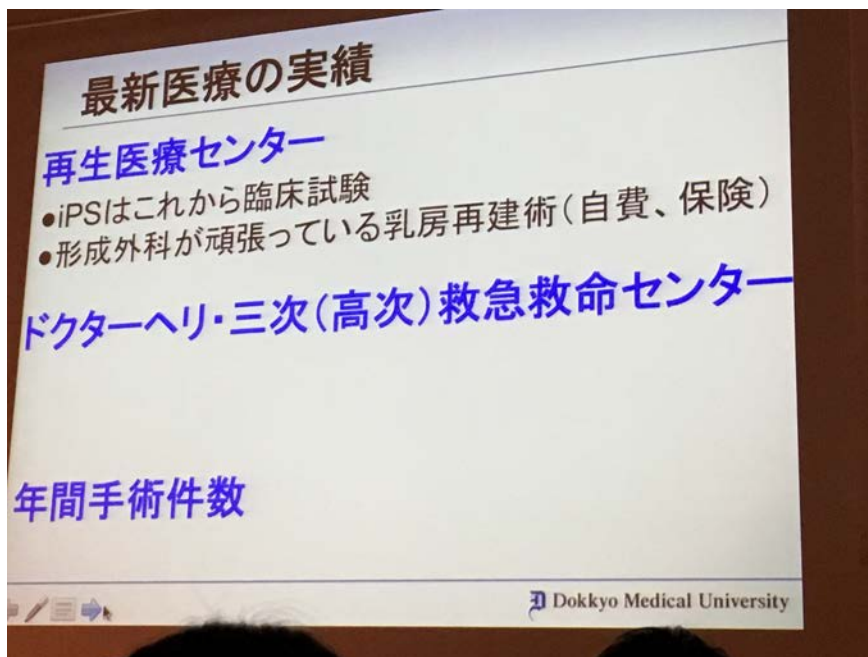 最新医療の実績
再生医療センター
●iPSはこれから臨床試験
●形成外科が頑張っている乳房再建術(自費、保険)
ドクターヘリ・三次(高次)救急救命センター
年間手術件数
Dokkyo Medical University